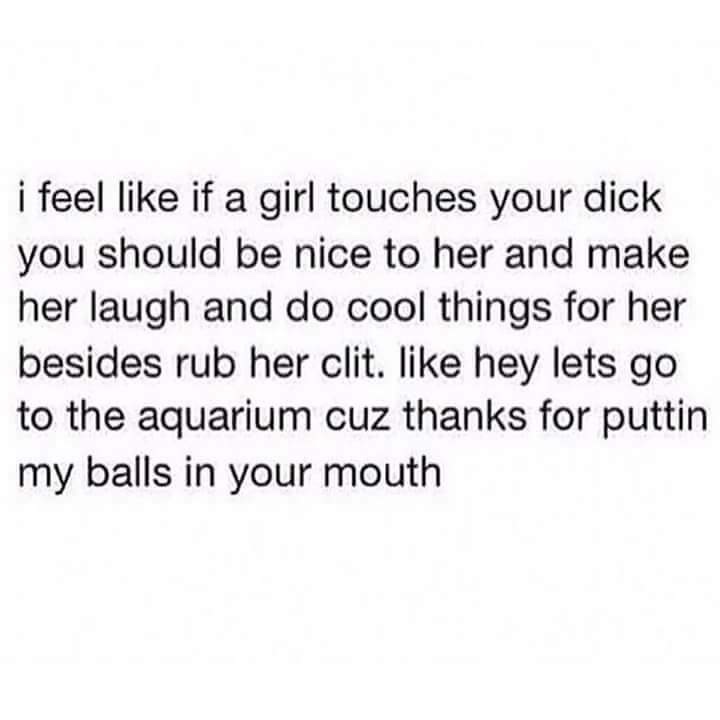 i feel like if a girl touches your dick
you should be nice to her and make
her laugh and do cool things for her
besides rub her clit. like hey lets go
to the aquarium cuz thanks for puttin
my balls in your mouth